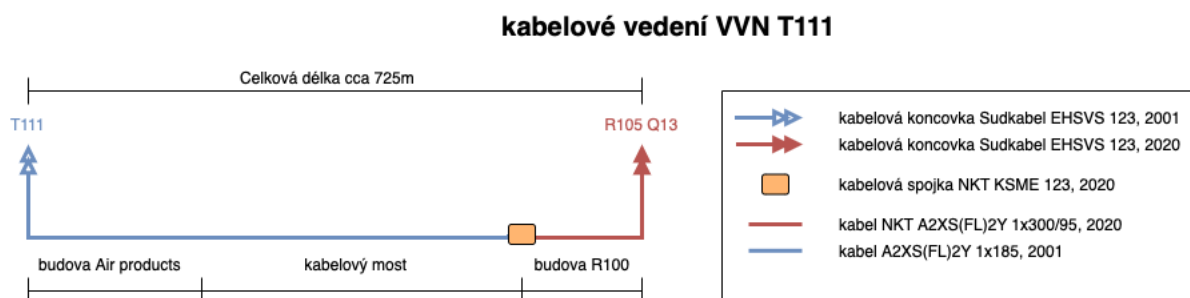 kabelové vedení VVN T111
Celková délka cca 725m
T111
R105 Q13
budova Air products
kabelový most
budova R100
kabelová koncovka Sudkabel EHSVS 123, 2001
kabelová koncovka Sudkabel EHSVS 123, 2020
kabelová spojka NKT KSME 123, 2020
kabel NKT A2XS(FL)2Y 1x300/95, 2020
kabel A2XS(FL)2Y 1x185, 2001